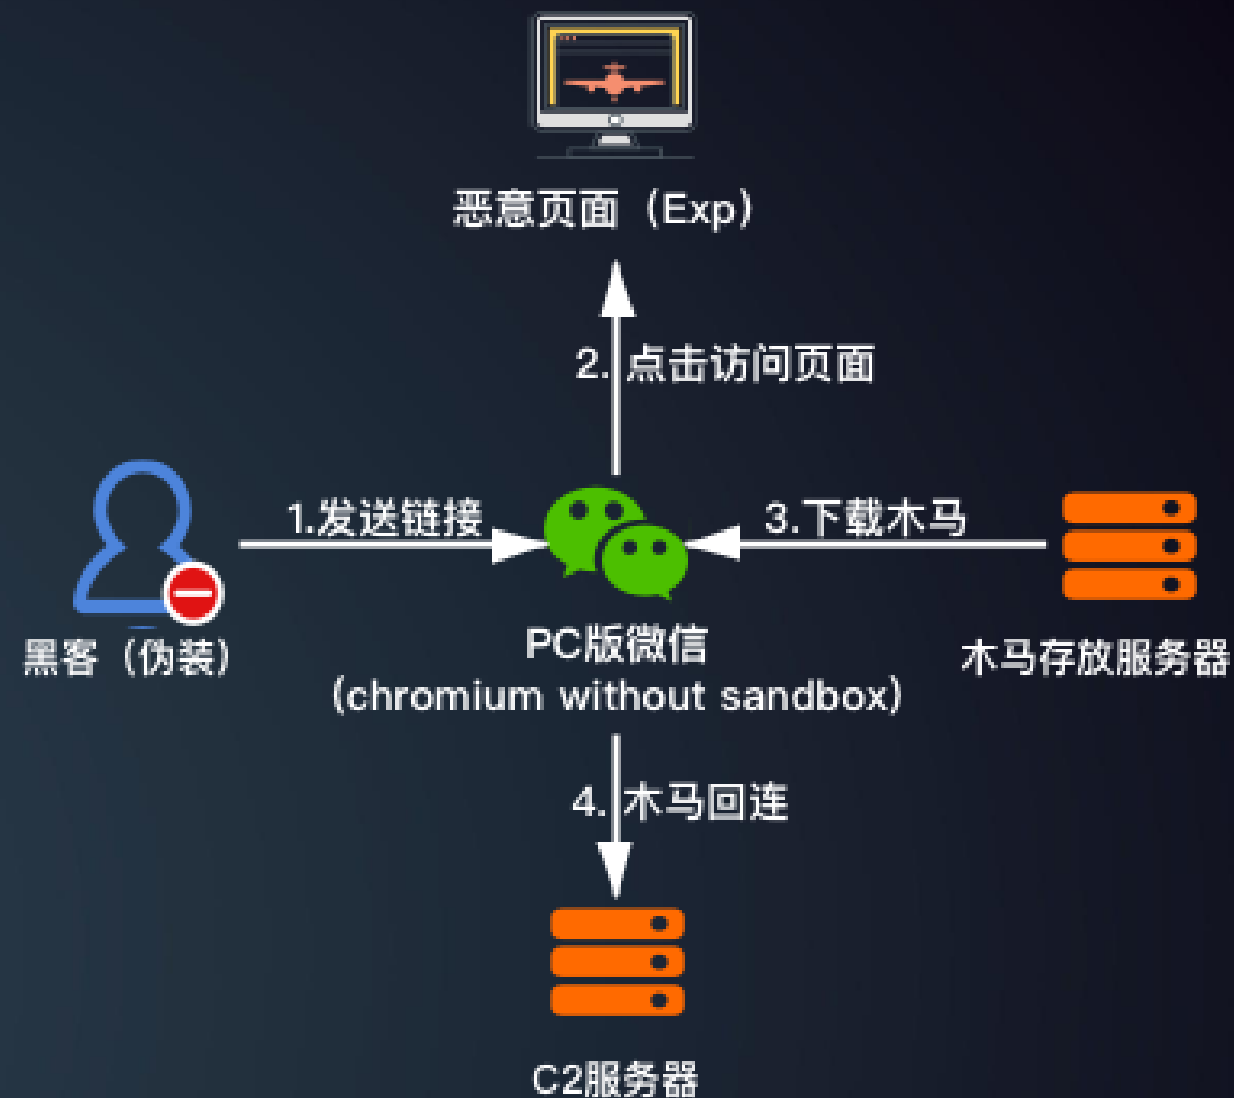 恶意页面（Exp）
2. 点击访问页面
1.发送链接
3.下载木马
黑客（伪装）
PC版微信
（chromium without sandbox）
木马存放服务器
4. 木马回连
C2服务器